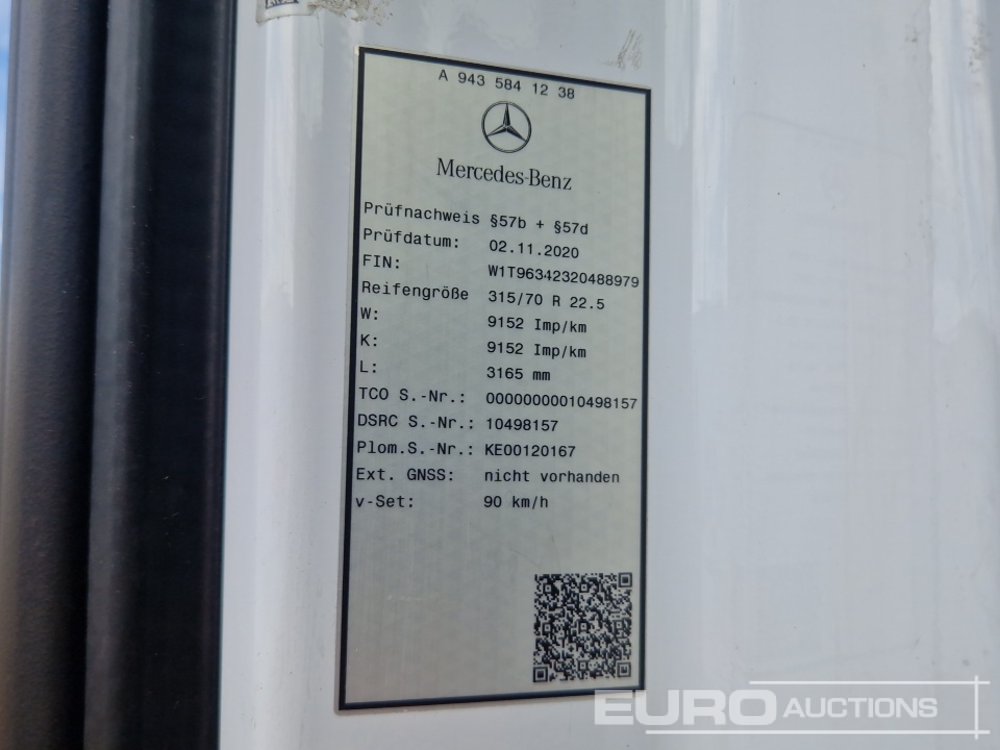 A 943 584 12 38
Mercedes-Benz
Prüfnachweis §57b + §57d
Prüfdatum: 02.11.2020
FIN: W1T96342320488979
Reifengröße 315/70 R 22.5
W: 9152 Imp/km
K: 9152 Imp/km
L: 3165 mm
TCO S.-Nr.: 00000000010498157
DSRC S.-Nr.: 10498157
Plom.S.-Nr.: KE00120167
Ext. GNSS: nicht vorhanden
v-Set: 90 km/h
EURO AUCTIONS